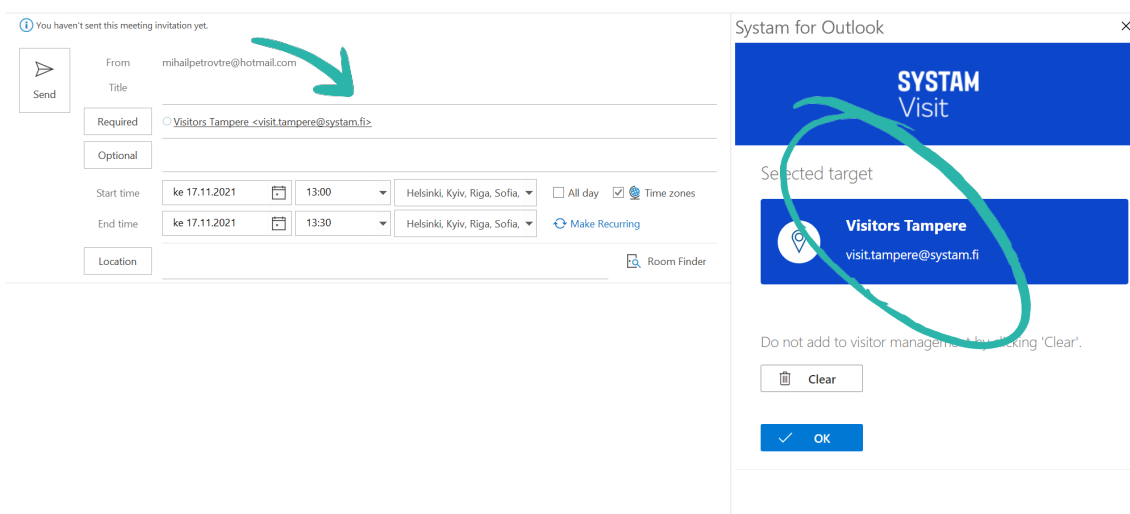 You haven't sent this meeting invitation yet.
Send
From
mihailpetrovtre@hotmail.com
Title
Required
Visitors Tampere <visit.tampere@systam.fi>
Optional
Start time
ke 17.11.2021
13:00
Helsinki, Kyiv, Riga, Sofia,
All day
Time zones
End time
ke 17.11.2021
13:30
Helsinki, Kyiv, Riga, Sofia,
Make Recurring
Location
Room Finder
Systam for Outlook
SYSTAM
Visit
Selected target
Visitors Tampere
visit.tampere@systam.fi
Do not add to visitor management by clicking 'Clear'.
Clear
OK